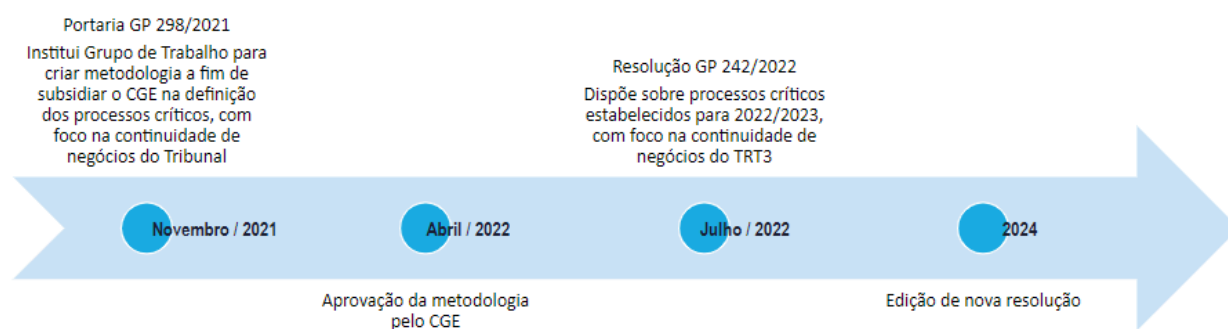 Portaria GP 298/2021
Institui Grupo de Trabalho para
criar metodologia a fim de
subsidiar o CGE na definição
dos processos críticos, com
foco na continuidade de
negócios do Tribunal
Resolução GP 242/2022
Dispõe sobre processos críticos
estabelecidos para 2022/2023,
com foco na continuidade de
negócios do TRT3
Novembro / 2021
Abril / 2022
Julho / 2022
2024
Aprovação da metodologia
pelo CGE
Edição de nova resolução